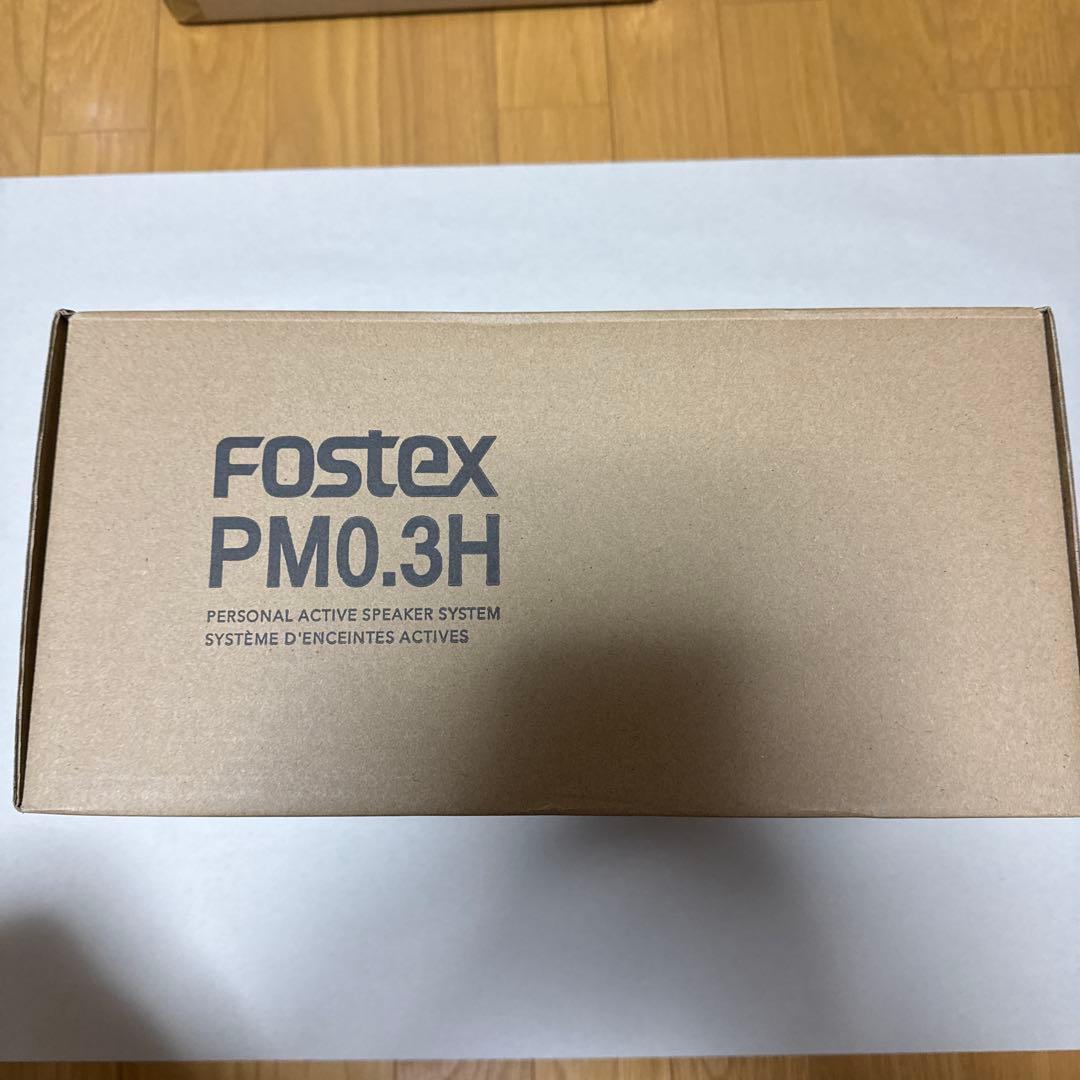 FOSTEX
PM0.3H
PERSONAL ACTIVE SPEAKER SYSTEM
SYSTÈME D'ENCEINTES ACTIVES